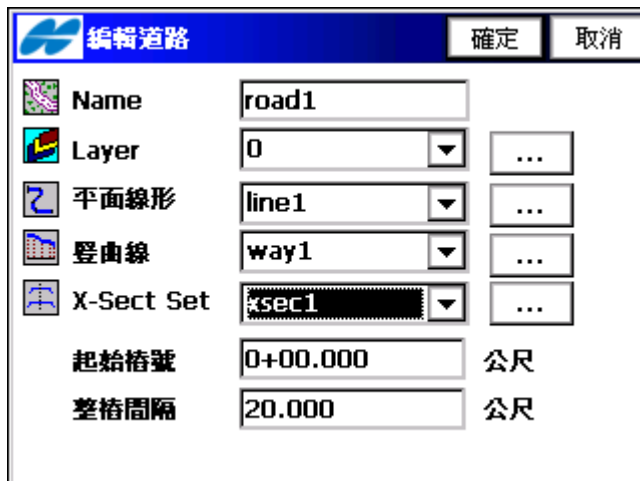 編輯道路 確定 取消
Name road1
Layer 0 ...
平面線形 line1 ...
豎曲線 way1 ...
X-Sect Set xsec1 ...
起始樁號 0+00.000 公尺
整樁間隔 20.000 公尺